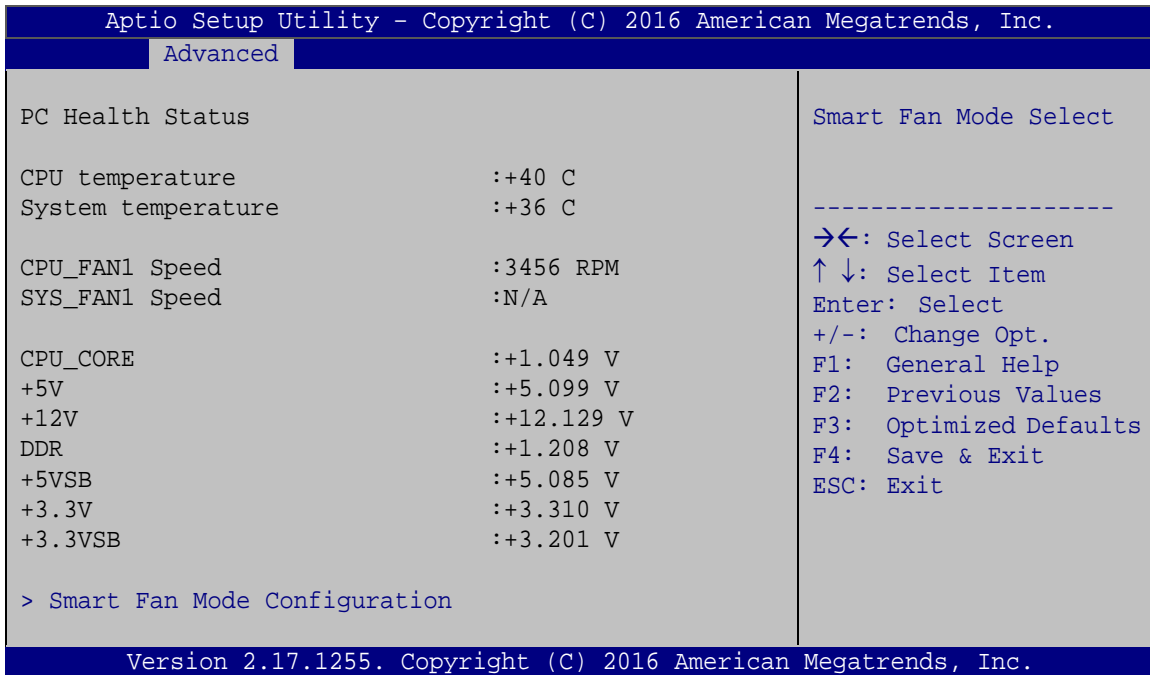 Aptio Setup Utility – Copyright (C) 2016 American Megatrends, Inc.
Advanced
PC Health Status
CPU temperature :+40 C
System temperature :+36 C
CPU_FAN1 Speed :3456 RPM
SYS_FAN1 Speed :N/A
CPU_CORE :+1.049 V
+5V :+5.099 V
+12V :+12.129 V
DDR :+1.208 V
+5VSB :+5.085 V
+3.3V :+3.310 V
+3.3VSB :+3.201 V
> Smart Fan Mode Configuration
Smart Fan Mode Select
---------------------
→←: Select Screen
↑ ↓: Select Item
Enter: Select
+/-: Change Opt.
F1: General Help
F2: Previous Values
F3: Optimized Defaults
F4: Save & Exit
ESC: Exit
Version 2.17.1255. Copyright (C) 2016 American Megatrends, Inc.